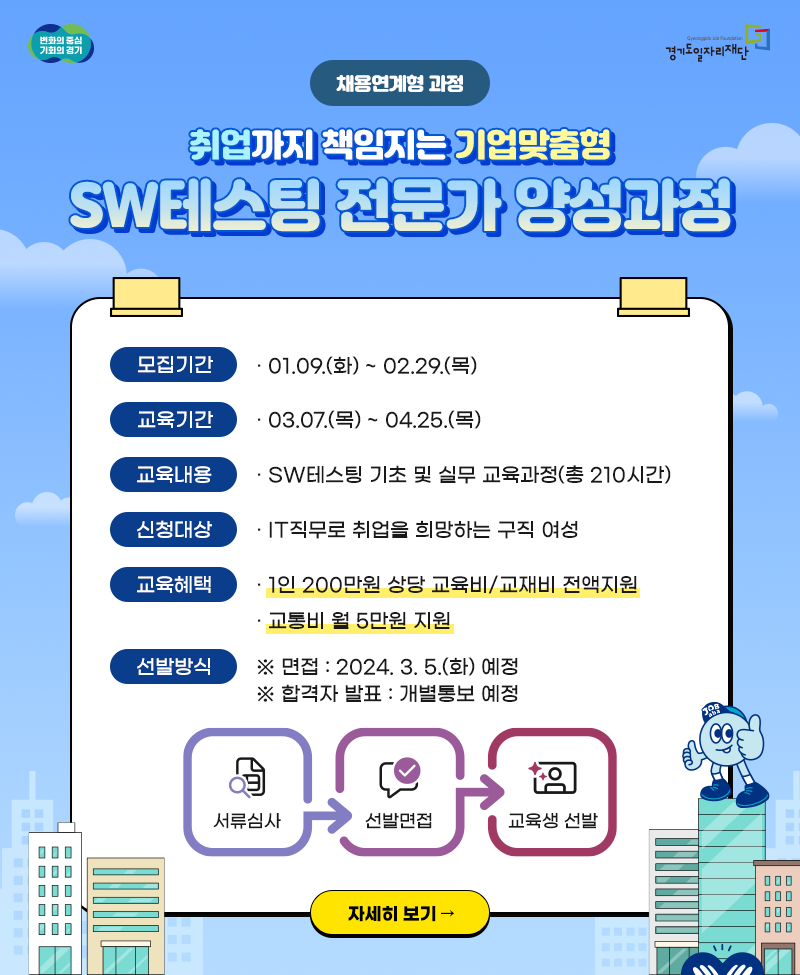 변화의 중심
기회의 경기
Gyeonggido Job Foundation
경기도일자리재단
채용연계형 과정
취업까지 책임지는 기업맞춤형
SW테스팅 전문가 양성과정
모집기간 · 01.09.(화) ~ 02.29.(목)
교육기간 · 03.07.(목) ~ 04.25.(목)
교육내용 · SW테스팅 기초 및 실무 교육과정(총 210시간)
신청대상 · IT직무로 취업을 희망하는 구직 여성
교육혜택 · 1인 200만원 상당 교육비/교재비 전액지원
· 교통비 월 5만원 지원
선발방식 ※ 면접 : 2024. 3. 5.(화) 예정
※ 합격자 발표 : 개별통보 예정
서류심사 선발면접 교육생 선발
자세히 보기 →